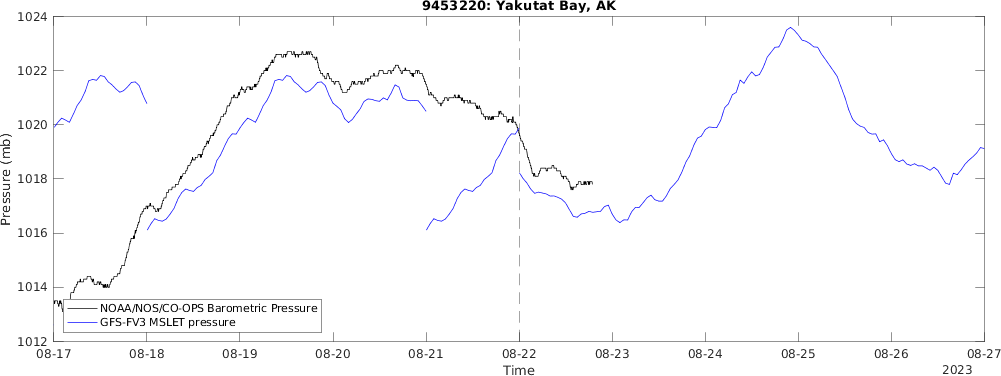 9453220: Yakutat Bay, AK
1024
1022
1020
1018
1016
1014
1012
Pressure (mb)
NOAA/NOS/CO-OPS Barometric Pressure
GFS-FV3 MSLET pressure
08-17 08-18 08-19 08-20 08-21 08-22 08-23 08-24 08-25 08-26 08-27
Time
2023